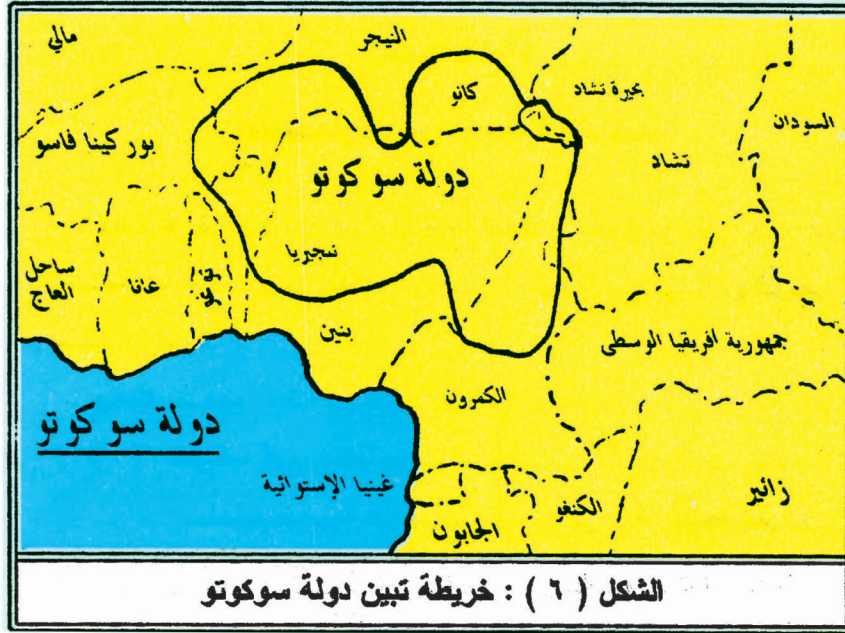 مالي
النيجر
كانو
بحيرة تشاد
السودان
بوركينا فاسو
تشاد
دولة سوكوتو
نيجيريا
ساحل
العاج
غانا
بنين
جمهورية أفريقيا الوسطى
الكمرون
دولة سوكوتو
غينيا الإستوائية
الجابون
الكنغو
زائير
الشكل ( ٦ ) : خريطة تبين دولة سوكوتو